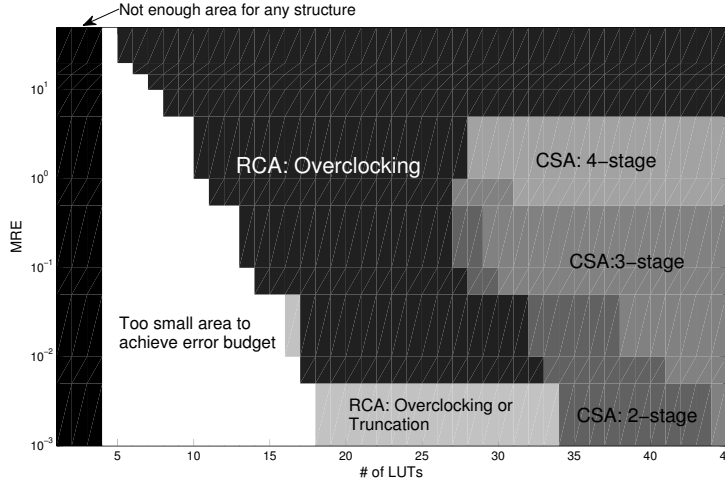 Not enough area for any structure
10^1
10^0
10^−1
10^−2
10^−3
MRE
RCA: Overclocking
CSA: 4−stage
CSA:3−stage
Too small area to
achieve error budget
RCA: Overclocking or
Truncation
CSA: 2−stage
5 10 15 20 25 30 35 40
# of LUTs